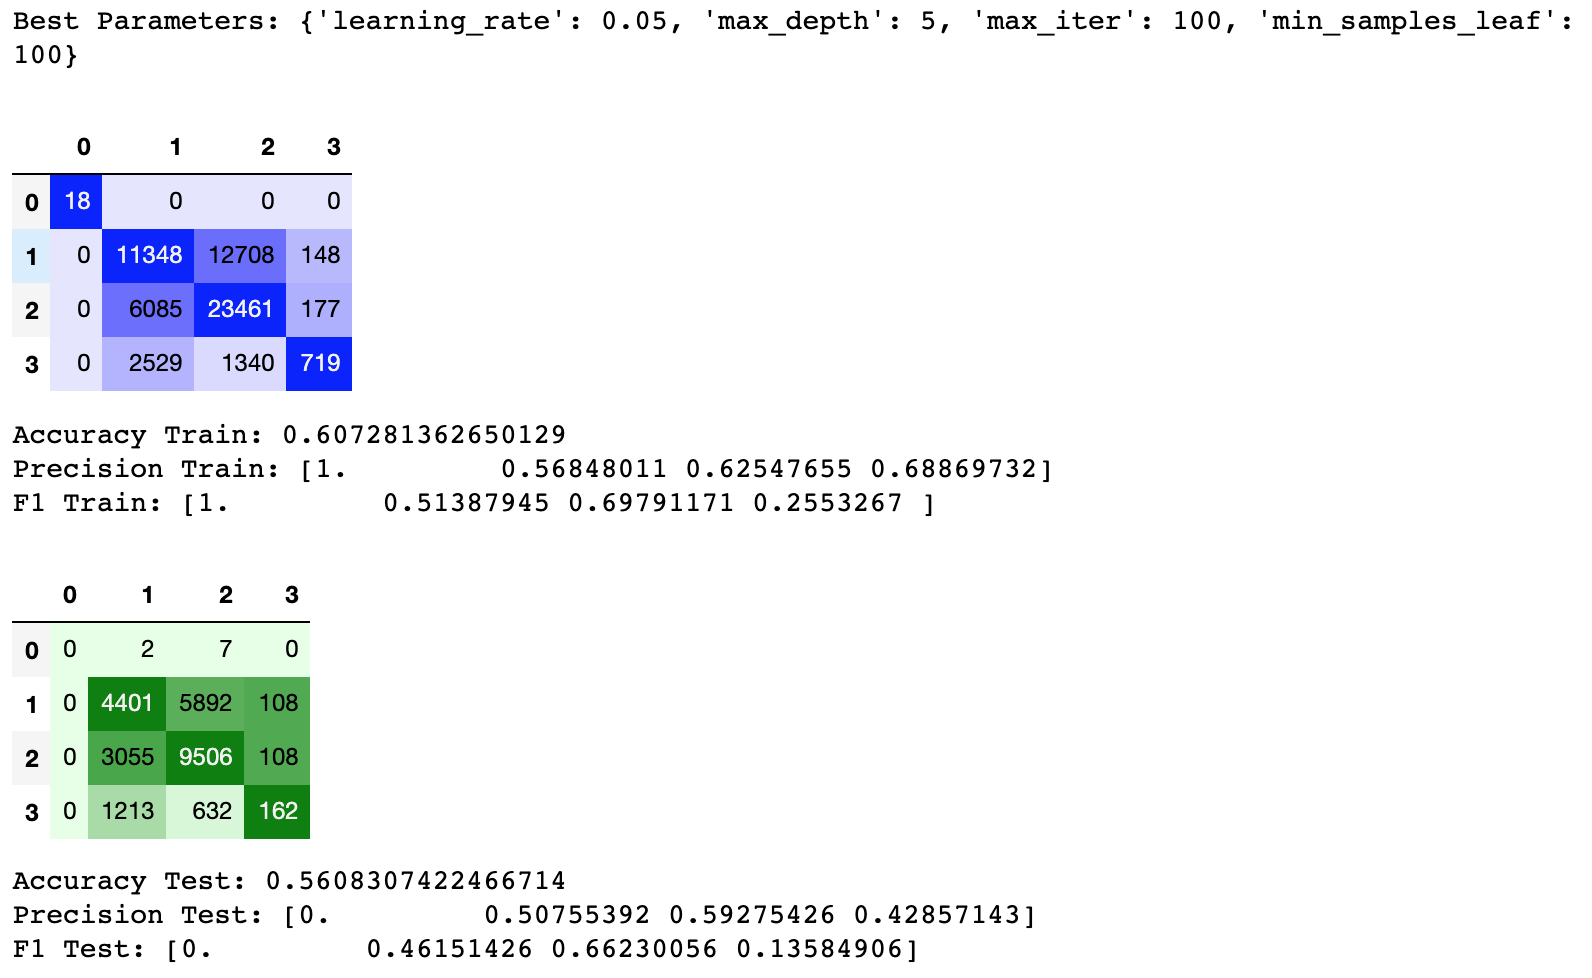 Best Parameters: {'learning_rate': 0.05, 'max_depth': 5, 'max_iter': 100, 'min_samples_leaf':
100}
0 1 2 3
0 18 0 0 0
1 0 11348 12708 148
2 0 6085 23461 177
3 0 2529 1340 719
Accuracy Train: 0.607281362650129
Precision Train: [1. 0.56848011 0.62547655 0.68869732]
F1 Train: [1. 0.51387945 0.69791171 0.2553267 ]
0 1 2 3
0 0 2 7 0
1 0 4401 5892 108
2 0 3055 9506 108
3 0 1213 632 162
Accuracy Test: 0.5608307422466714
Precision Test: [0. 0.50755392 0.59275426 0.42857143]
F1 Test: [0. 0.46151426 0.66230056 0.13584906]